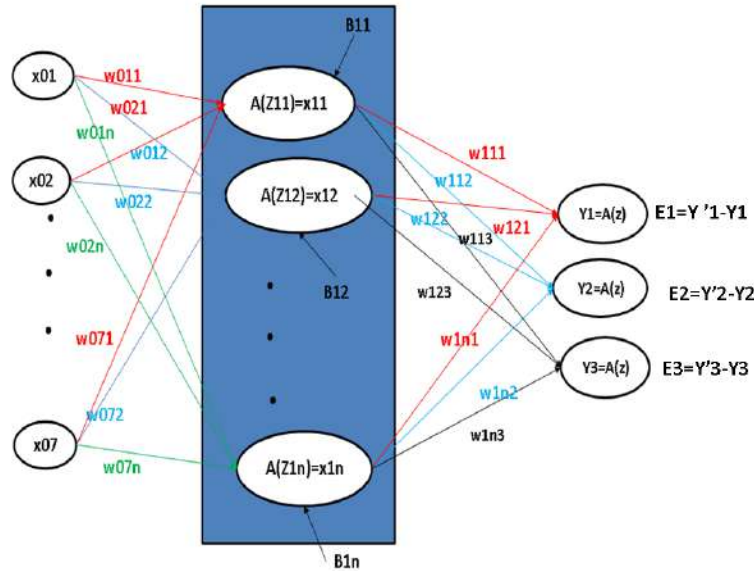 B11
x01
w011
A(Z11)=x11
w021
w01n
w111
w012
w112
x02
A(Z12)=x12
w022
w122
w121
Y1=A(z)
E1=Y '1-Y1
w113
w02n
B12
w123
Y2=A(z)
E2=Y'2-Y2
w071
w1n1
Y3=A(z)
E3=Y'3-Y3
w072
w1n2
x07
w1n3
w07n
A(Z1n)=x1n
B1n